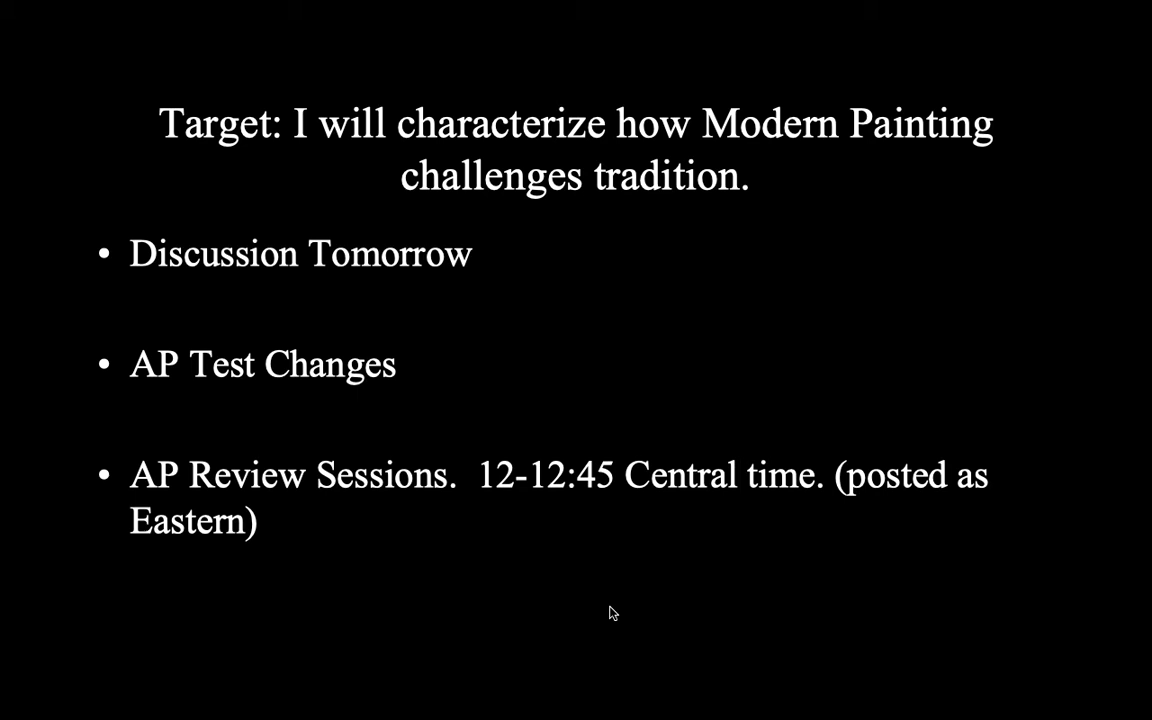 Target: I will characterize how Modern Painting
challenges tradition.
• Discussion Tomorrow
• AP Test Changes
• AP Review Sessions.  12-12:45 Central time. (posted as
Eastern)